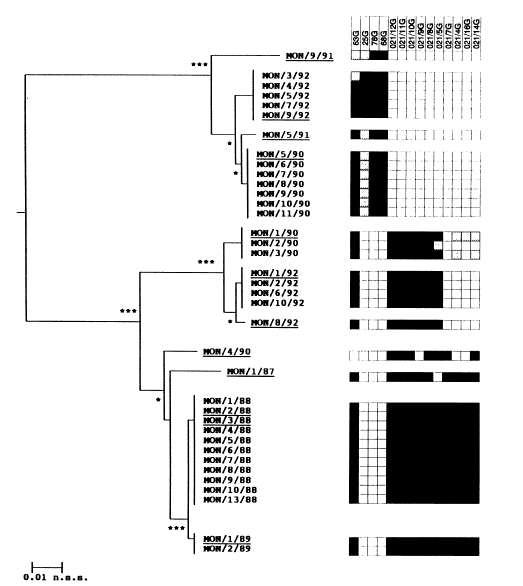 63G
25G
78G
68G
021/12G
021/11G
021/10G
021/9G
021/8G
021/5G
021/7G
021/4G
021/16G
021/14G
MON/9/91
***
MON/3/92
MON/4/92
MON/5/92
MON/7/92
MON/9/92
MON/5/91
*
MON/5/90
MON/6/90
MON/7/90
* MON/8/90
MON/9/90
MON/10/90
MON/11/90
MON/1/90
MON/2/90
MON/3/90
***
MON/1/92
MON/2/92
MON/6/92
MON/10/92
***
* MON/8/92
MON/4/90
MON/1/87
*
MON/1/88
MON/2/88
MON/3/88
MON/4/88
MON/5/88
MON/6/88
MON/7/88
MON/8/88
MON/9/88
MON/10/88
MON/13/88
***
MON/1/89
MON/2/89
0.01 n.s.s.